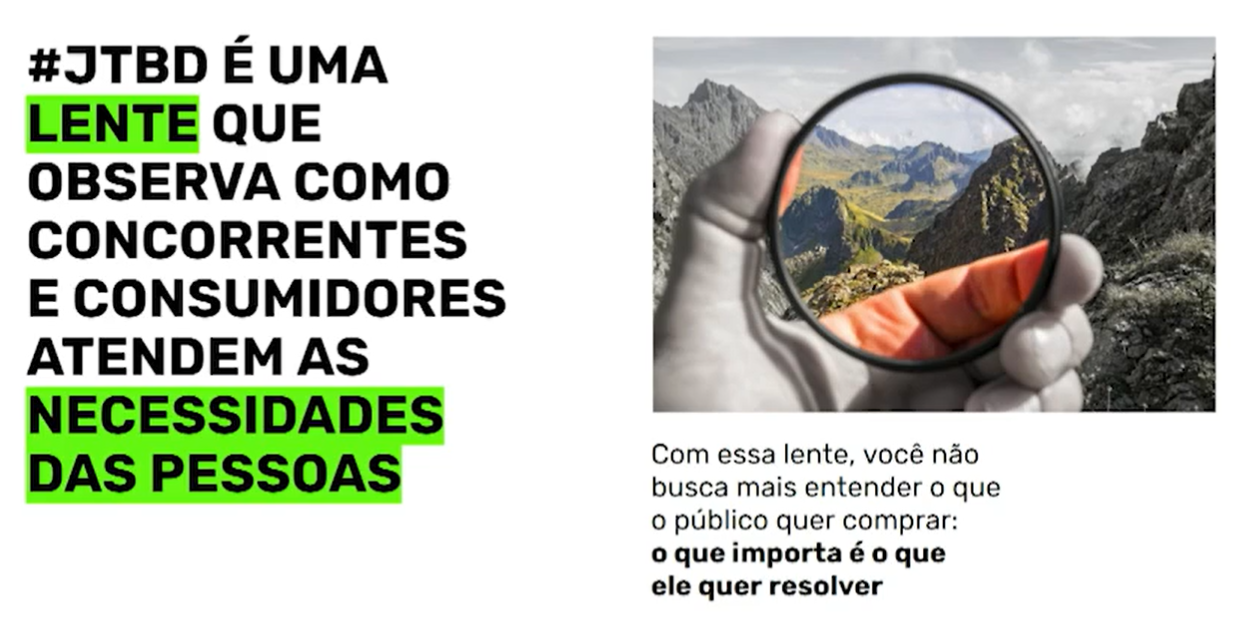 #JTBD É UMA
LENTE QUE
OBSERVA COMO
CONCORRENTES
E CONSUMIDORES
ATENDEM AS
NECESSIDADES
DAS PESSOAS
Com essa lente, você não
busca mais entender o que
o público quer comprar:
o que importa é o que
ele quer resolver